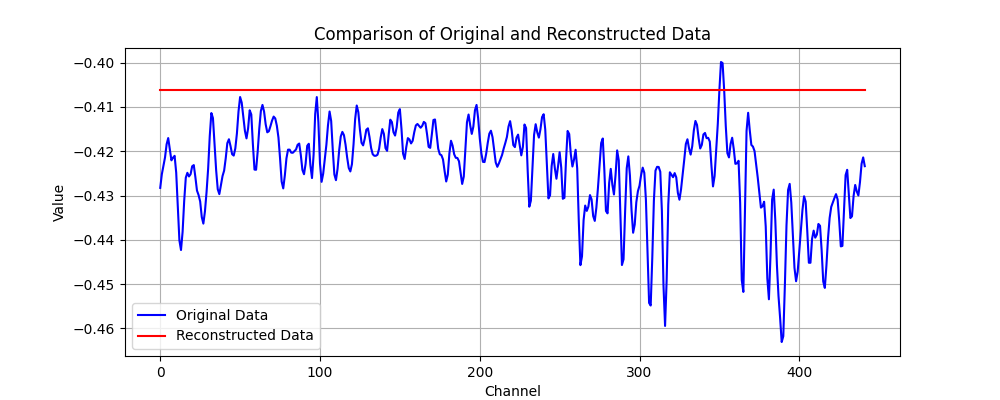 Comparison of Original and Reconstructed Data
−0.40
−0.41
−0.42
−0.43
−0.44
−0.45
−0.46
Value
Original Data
Reconstructed Data
0 100 200 300 400
Channel